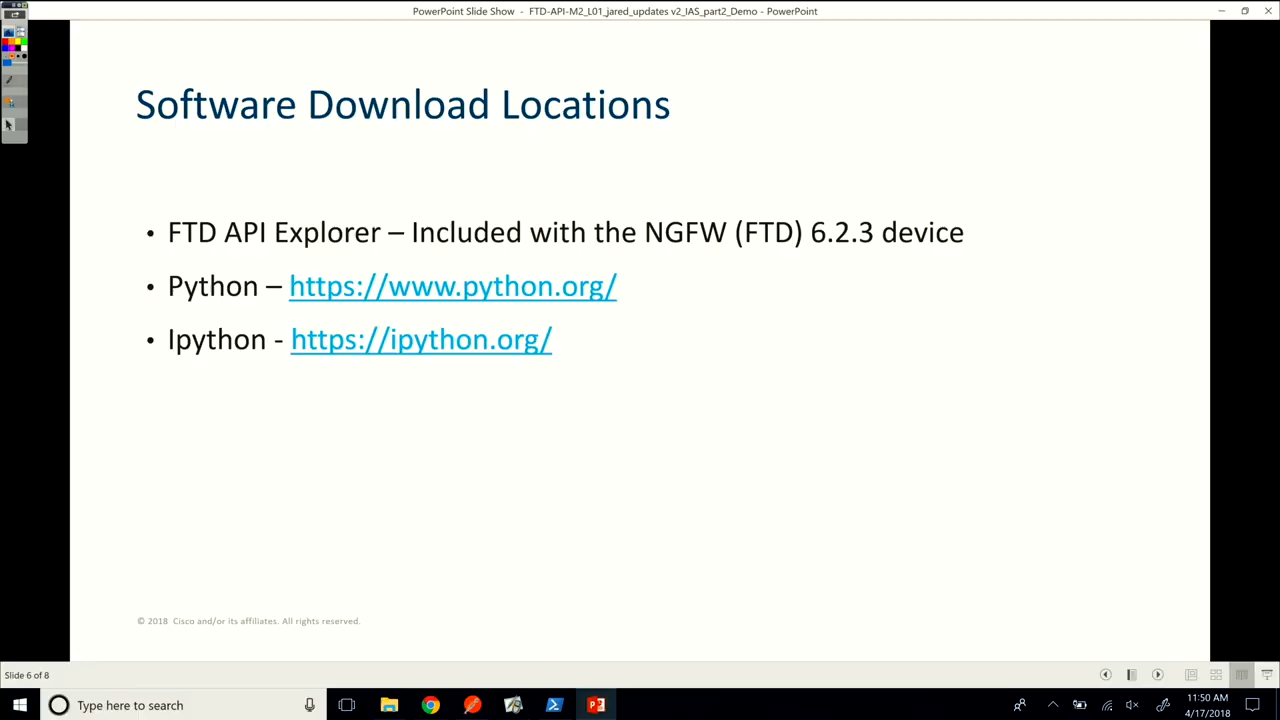 PowerPoint Slide Show - FTD-API-M2_L01_jared_updates v2_IAS_part2_Demo - PowerPoint
Software Download Locations
• FTD API Explorer – Included with the NGFW (FTD) 6.2.3 device
• Python – https://www.python.org/
• Ipython - https://ipython.org/
© 2018 Cisco and/or its affiliates. All rights reserved.
Slide 6 of 8
Type here to search
11:50 AM
4/17/2018